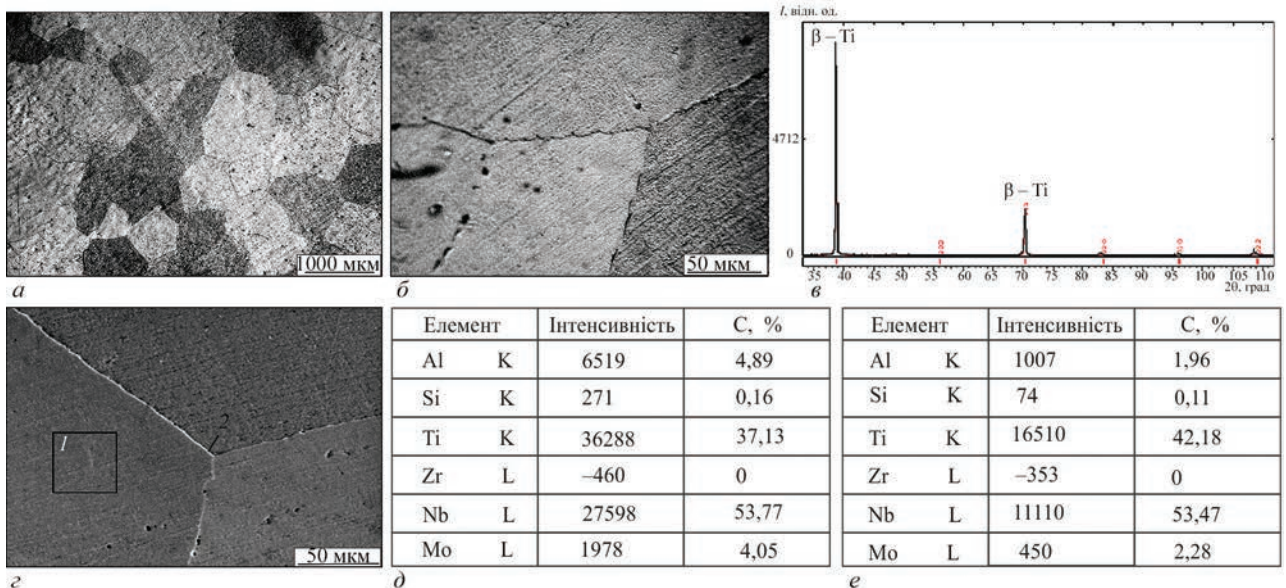 1000 мкм
а
50 мкм
б
I, відн. од.
β – Ti
4712
β – Ti
0
35 40 45 50 55 60 65 70 75 80 85 90 95 100 105 110
2θ, град
в
1
2
50 мкм
г
Елемент Інтенсивність C, %
Al K 6519 4,89
Si K 271 0,16
Ti K 36288 37,13
Zr L –460 0
Nb L 27598 53,77
Mo L 1978 4,05
д
Елемент Інтенсивність C, %
Al K 1007 1,96
Si K 74 0,11
Ti K 16510 42,18
Zr L –353 0
Nb L 11110 53,47
Mo L 450 2,28
е